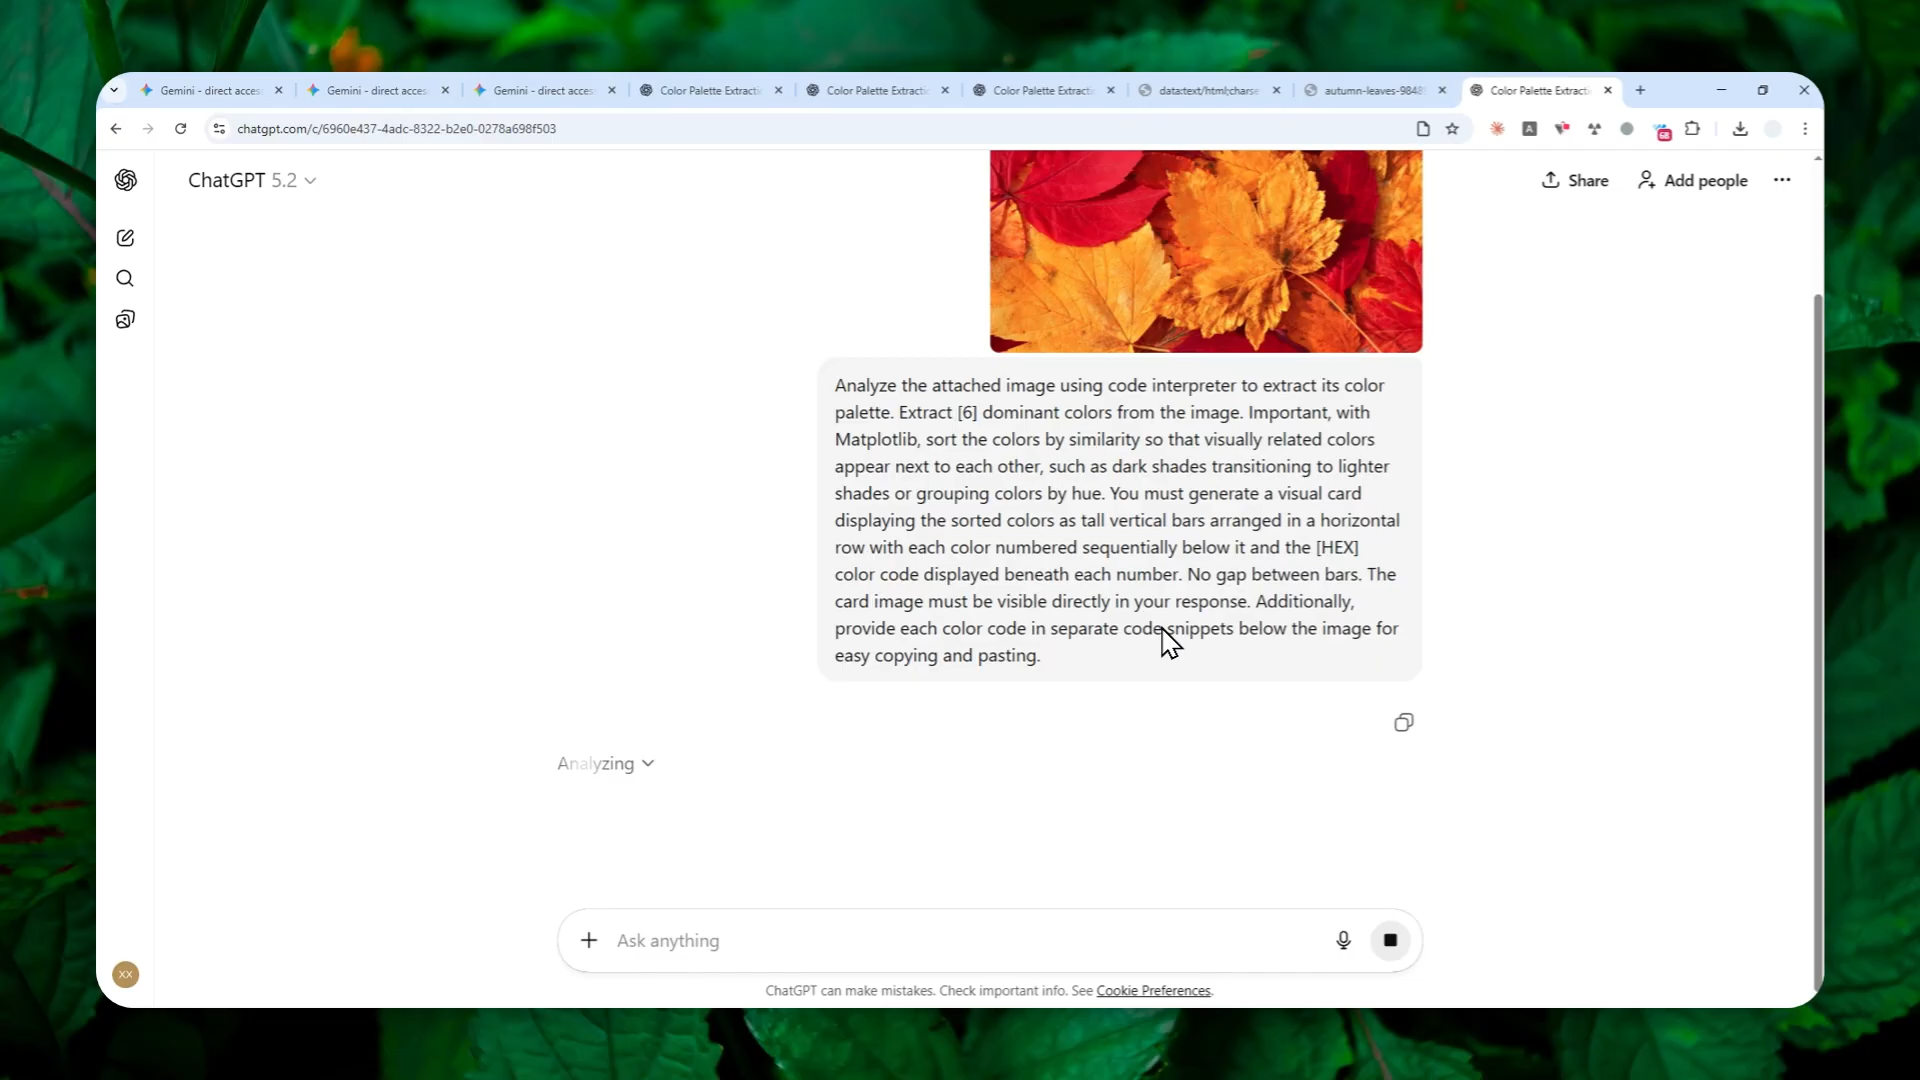 Gemini - direct acces
Gemini - direct acces
Gemini - direct acces
Color Palette Extracti
Color Palette Extracti
Color Palette Extracti
data:text/html;charse
autumn-leaves-9848
Color Palette Extracti
chatgpt.com/c/6960e437-4adc-8322-b2e0-0278a698f503
A
68
ChatGPT 5.2
Share
Add people
Analyze the attached image using code interpreter to extract its color
palette. Extract [6] dominant colors from the image. Important, with
Matplotlib, sort the colors by similarity so that visually related colors
appear next to each other, such as dark shades transitioning to lighter
shades or grouping colors by hue. You must generate a visual card
displaying the sorted colors as tall vertical bars arranged in a horizontal
row with each color numbered sequentially below it and the [HEX]
color code displayed beneath each number. No gap between bars. The
card image must be visible directly in your response. Additionally,
provide each color code in separate code snippets below the image for
easy copying and pasting.
Analyzing
Ask anything
XX
ChatGPT can make mistakes. Check important info. See Cookie Preferences.